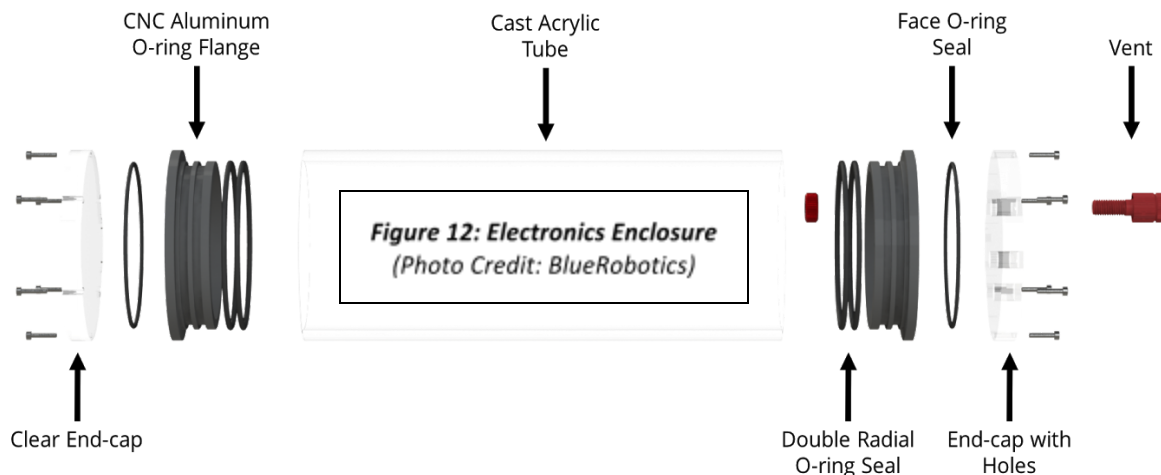 CNC Aluminum
O-ring Flange
Cast Acrylic
Tube
Face O-ring
Seal
Vent
Figure 12: Electronics Enclosure
(Photo Credit: BlueRobotics)
Clear End-cap
Double Radial
O-ring Seal
End-cap with
Holes